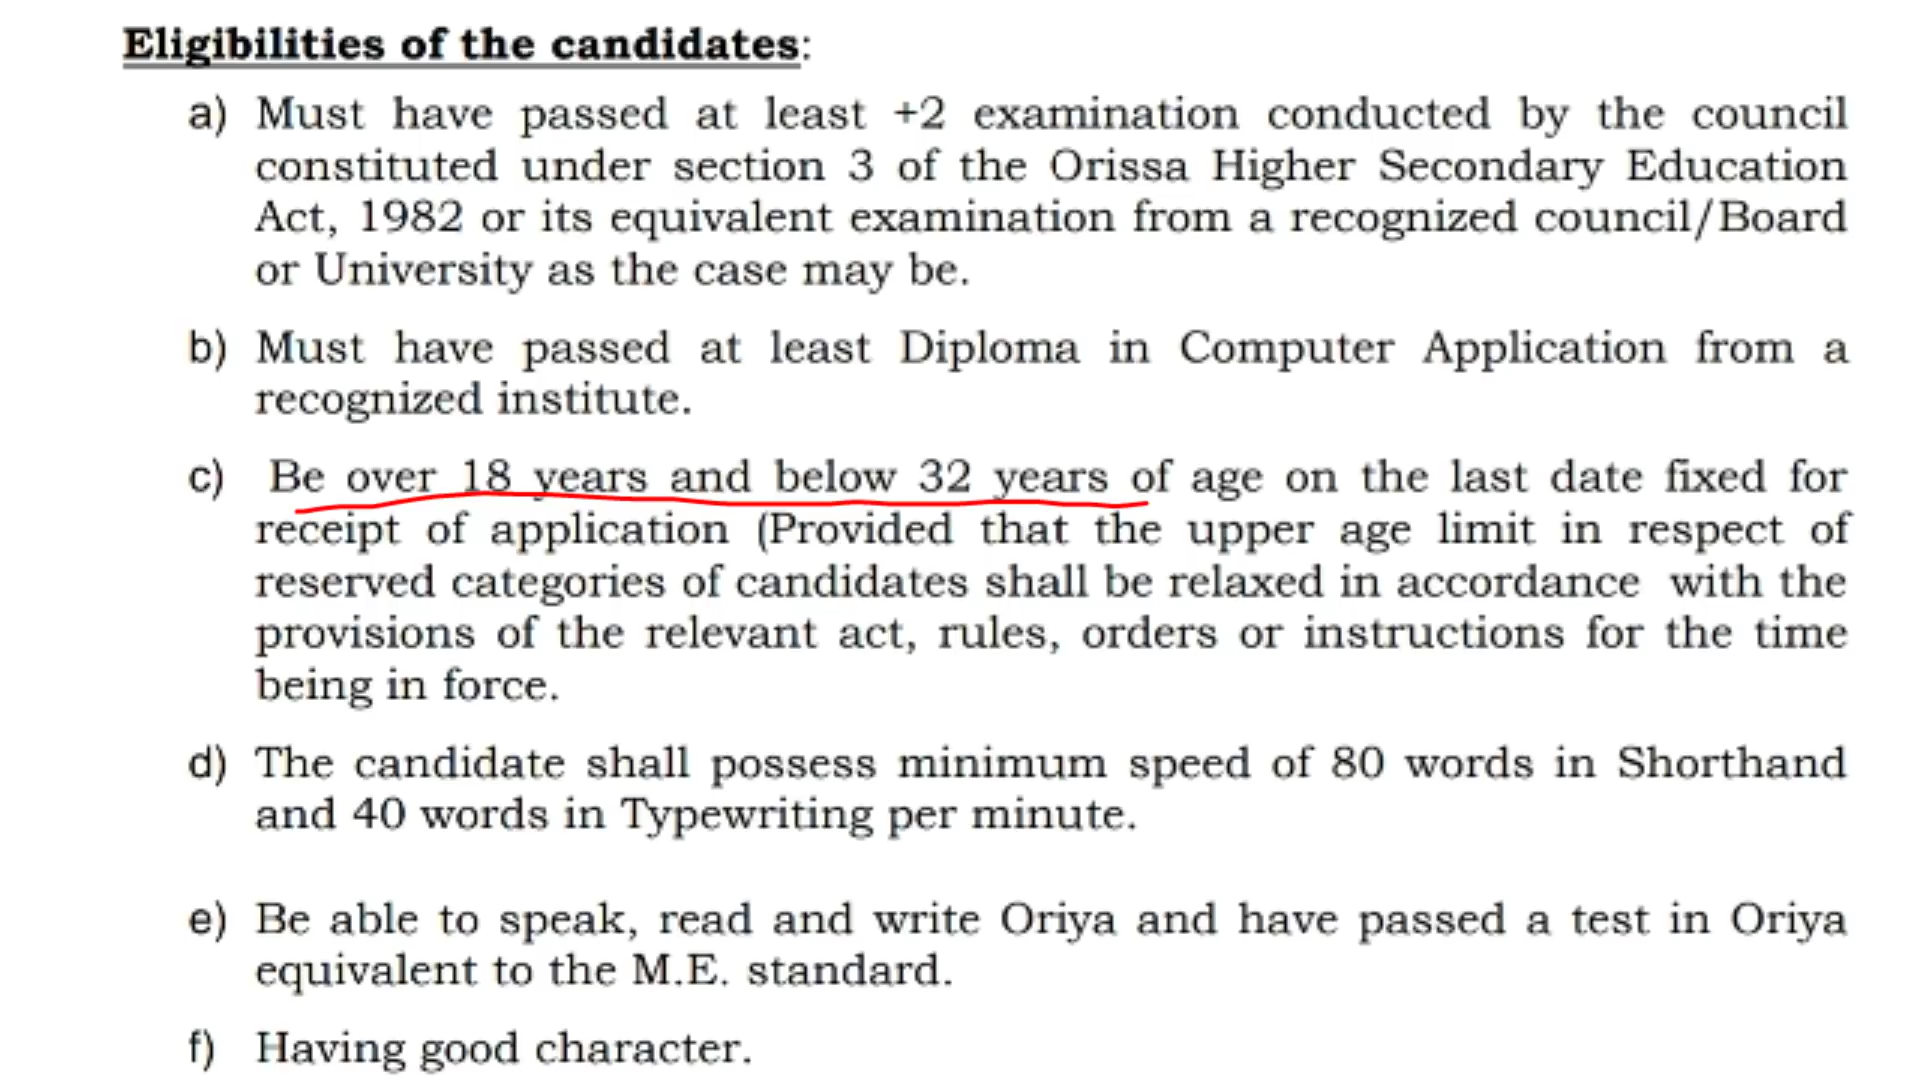 Eligibilities of the candidates:
a) Must have passed at least +2 examination conducted by the council
constituted under section 3 of the Orissa Higher Secondary Education
Act, 1982 or its equivalent examination from a recognized council/Board
or University as the case may be.
b) Must have passed at least Diploma in Computer Application from a
recognized institute.
c) Be over 18 years and below 32 years of age on the last date fixed for
receipt of application (Provided that the upper age limit in respect of
reserved categories of candidates shall be relaxed in accordance with the
provisions of the relevant act, rules, orders or instructions for the time
being in force.
d) The candidate shall possess minimum speed of 80 words in Shorthand
and 40 words in Typewriting per minute.
e) Be able to speak, read and write Oriya and have passed a test in Oriya
equivalent to the M.E. standard.
f) Having good character.